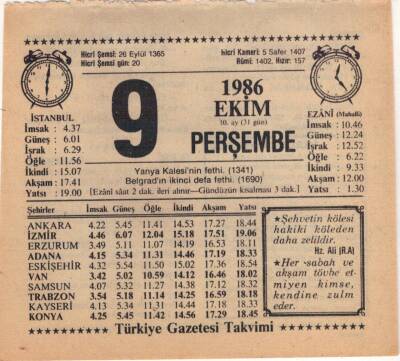 Hicri Şemsi: 26 Eylül 1365
Hicri Şemsi gün: 20
hicri Kameri: 5 Safer 1407
Rûmi: 1402, Hızır: 157
İSTANBUL
İmsak : 4.37
Güneş : 6.01
İşrak : 6.29
Öğle : 11.56
İkindi : 15.07
Akşam : 17.41
Yatsı : 19.00
9
1986
EKİM
10. ay (31 gün)
PERŞEMBE
EZÂNİ (Mahalli)
İmsak : 10.46
Güneş : 12.24
İşrak : 12.52
Öğle : 6.22
İkindi : 9.33
Akşam : 12.00
Yatsı : 1.30
Yanya Kalesi'nin fethi. (1341)
Belgrad'ın ikinci defa fethi. (1690)
[Ezânî sâat 2 dak. ileri alınır—Gündüzün kısalması 3 dak.]
Şehirler İmsak Güneş Öğle İkindi Akşam Yatsı
ANKARA 4.22 5.45 11.41 14.53 17.27 18.44
İZMİR 4.46 6.07 12.04 15.18 17.51 19.06
ERZURUM 3.49 5.11 11.07 14.19 16.53 18.11
ADANA 4.15 5.34 11.31 14.46 17.19 18.33
ESKİŞEHİR 4.32 5.54 11.50 15.02 17.36 18.54
VAN 3.42 5.02 10.59 14.12 16.46 18.02
SAMSUN 4.07 5.32 11.27 14.38 17.12 18.32
TRABZON 3.54 5.18 11.14 14.25 16.59 18.18
KAYSERİ 4.13 5.34 11.31 14.44 17.18 18.33
KONYA 4.25 5.45 11.42 14.56 17.29 18.45
★Şehvetin kölesi
hakiki köleden
daha zelildir.
Hz. Ali (R.A)
★Her sabah ve
akşam tövbe et-
miyen kimse,
kendine zulm
eder.
Türkiye Gazetesi Takvimi